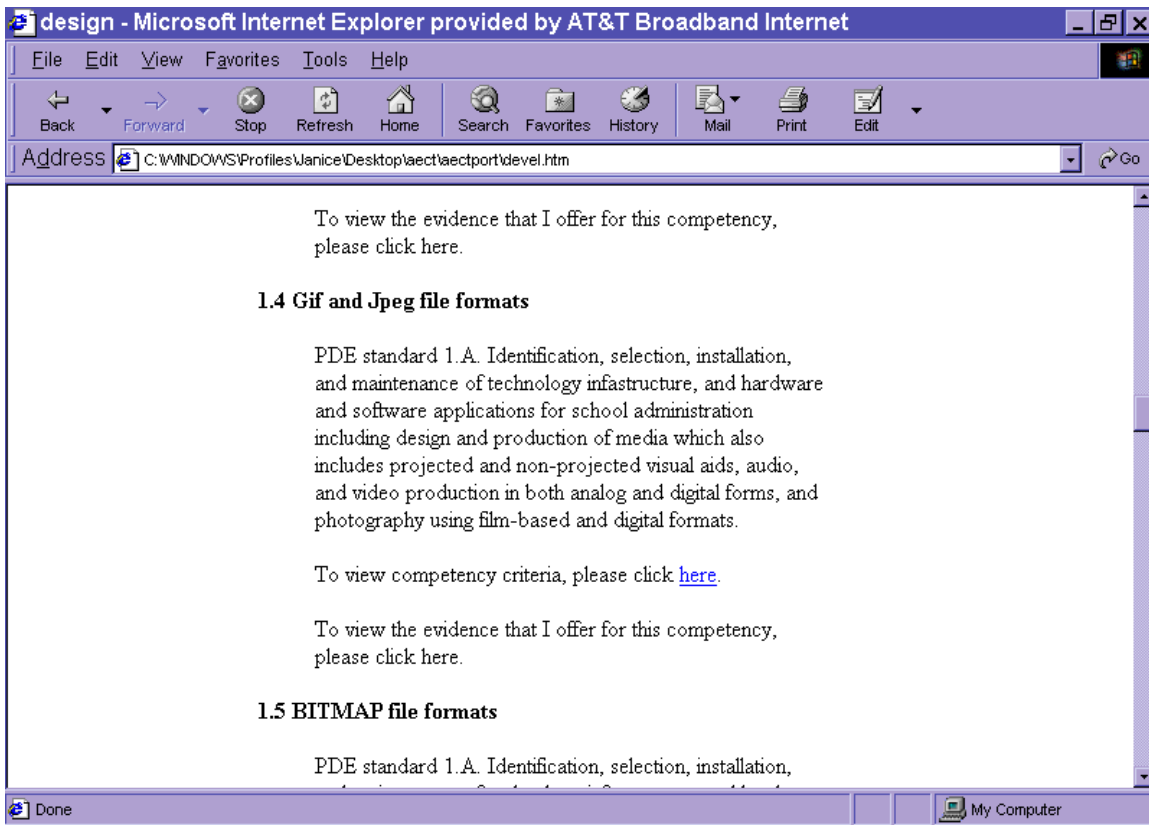 design - Microsoft Internet Explorer provided by AT&T Broadband Internet
File Edit View Favorites Tools Help
Back Forward Stop Refresh Home Search Favorites History Mail Print Edit
Address C:\WINDOWS\Profiles\Janice\Desktop\aect\aectport\devel.htm Go
To view the evidence that I offer for this competency,
please click here.
1.4 Gif and Jpeg file formats
PDE standard 1.A. Identification, selection, installation,
and maintenance of technology infastructure, and hardware
and software applications for school administration
including design and production of media which also
includes projected and non-projected visual aids, audio,
and video production in both analog and digital forms, and
photography using film-based and digital formats.
To view competency criteria, please click here.
To view the evidence that I offer for this competency,
please click here.
1.5 BITMAP file formats
PDE standard 1.A. Identification, selection, installation,
Done My Computer